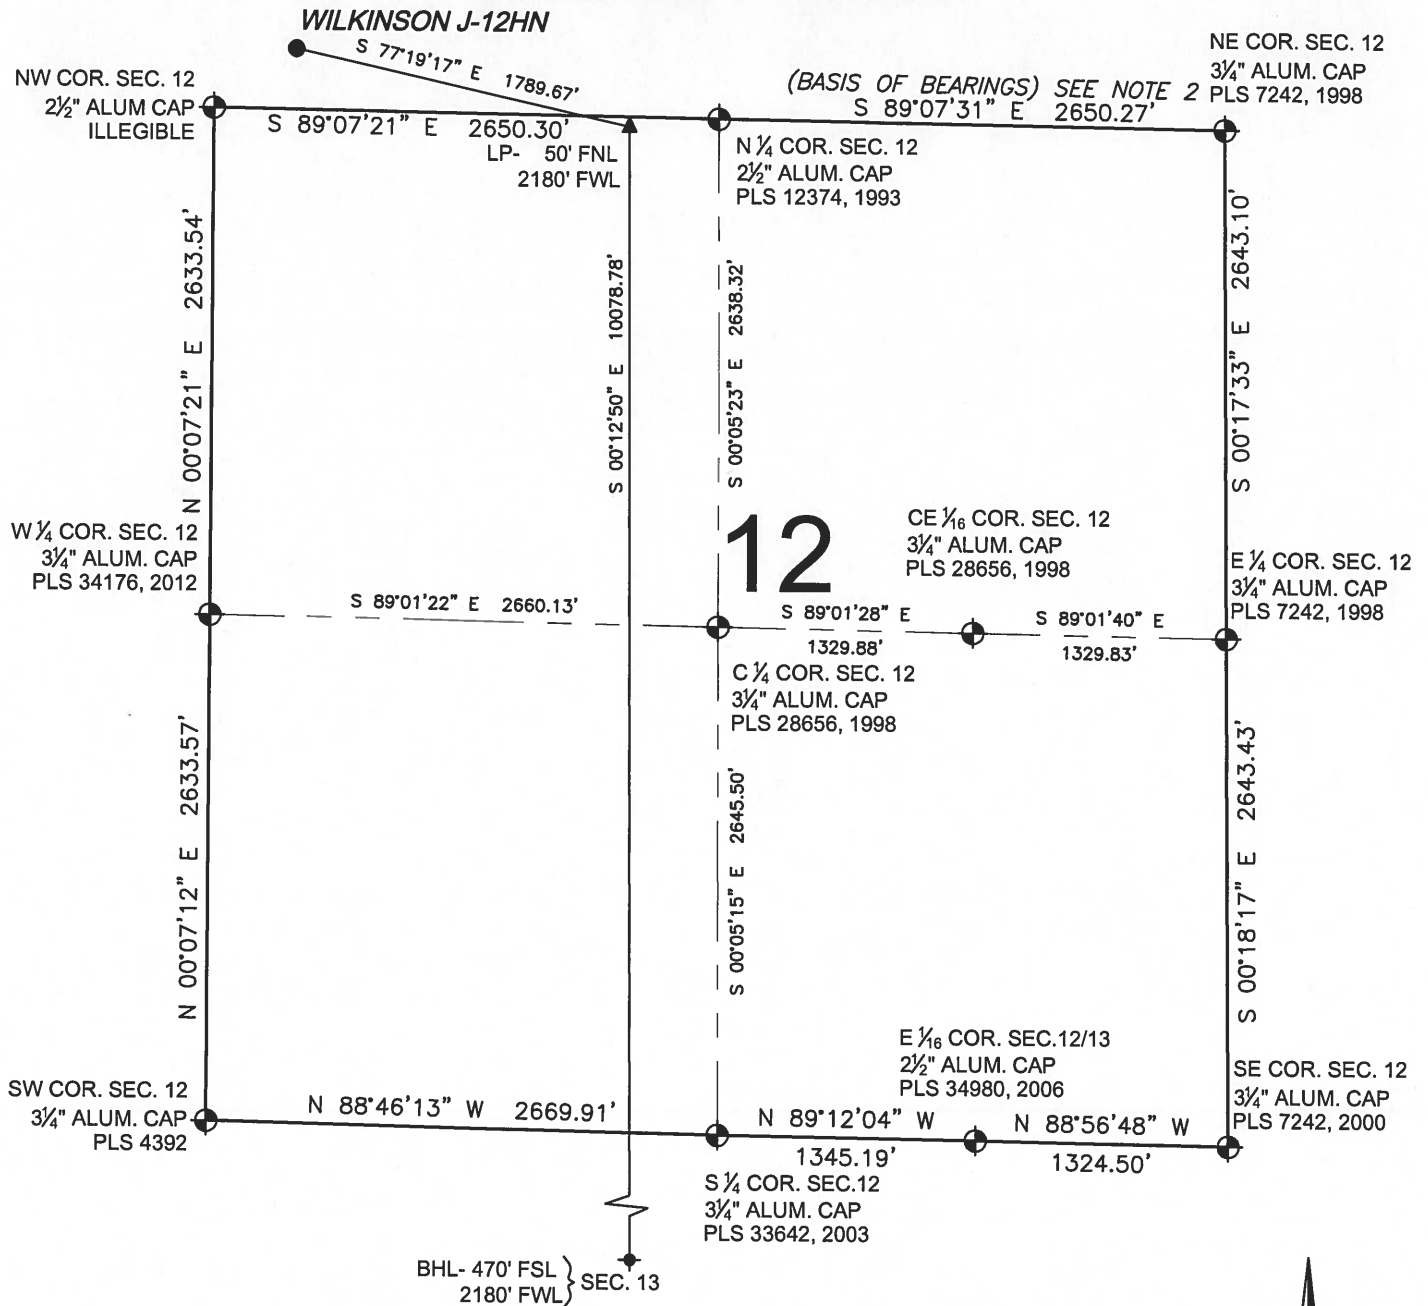 WILKINSON J-12HN
S 77°19'17" E 1789.67'
NW COR. SEC. 12
2½" ALUM CAP
ILLEGIBLE
S 89°07'21" E 2650.30'
LP- 50' FNL
2180' FWL
(BASIS OF BEARINGS) SEE NOTE 2
S 89°07'31" E 2650.27'
NE COR. SEC. 12
3¼" ALUM. CAP
PLS 7242, 1998
N ¼ COR. SEC. 12
2½" ALUM. CAP
PLS 12374, 1993
N 00°07'21" E 2633.54'
S 00°12'50" E 10078.78'
S 00°05'23" E 2638.32'
S 00°17'33" E 2643.10'
12
W ¼ COR. SEC. 12
3¼" ALUM. CAP
PLS 34176, 2012
CE 1⁄16 COR. SEC. 12
3¼" ALUM. CAP
PLS 28656, 1998
E ¼ COR. SEC. 12
3¼" ALUM. CAP
PLS 7242, 1998
S 89°01'22" E 2660.13'
S 89°01'28" E
1329.88'
S 89°01'40" E
1329.83'
C ¼ COR. SEC. 12
3¼" ALUM. CAP
PLS 28656, 1998
N 00°07'12" E 2633.57'
S 00°05'15" E 2645.50'
S 00°18'17" E 2643.43'
E 1⁄16 COR. SEC.12/13
2½" ALUM. CAP
PLS 34980, 2006
SW COR. SEC. 12
3¼" ALUM. CAP
PLS 4392
SE COR. SEC. 12
3¼" ALUM. CAP
PLS 7242, 2000
N 88°46'13" W 2669.91'
N 89°12'04" W
1345.19'
N 88°56'48" W
1324.50'
S ¼ COR. SEC.12
3¼" ALUM. CAP
PLS 33642, 2003
BHL- 470' FSL
2180' FWL
SEC. 13